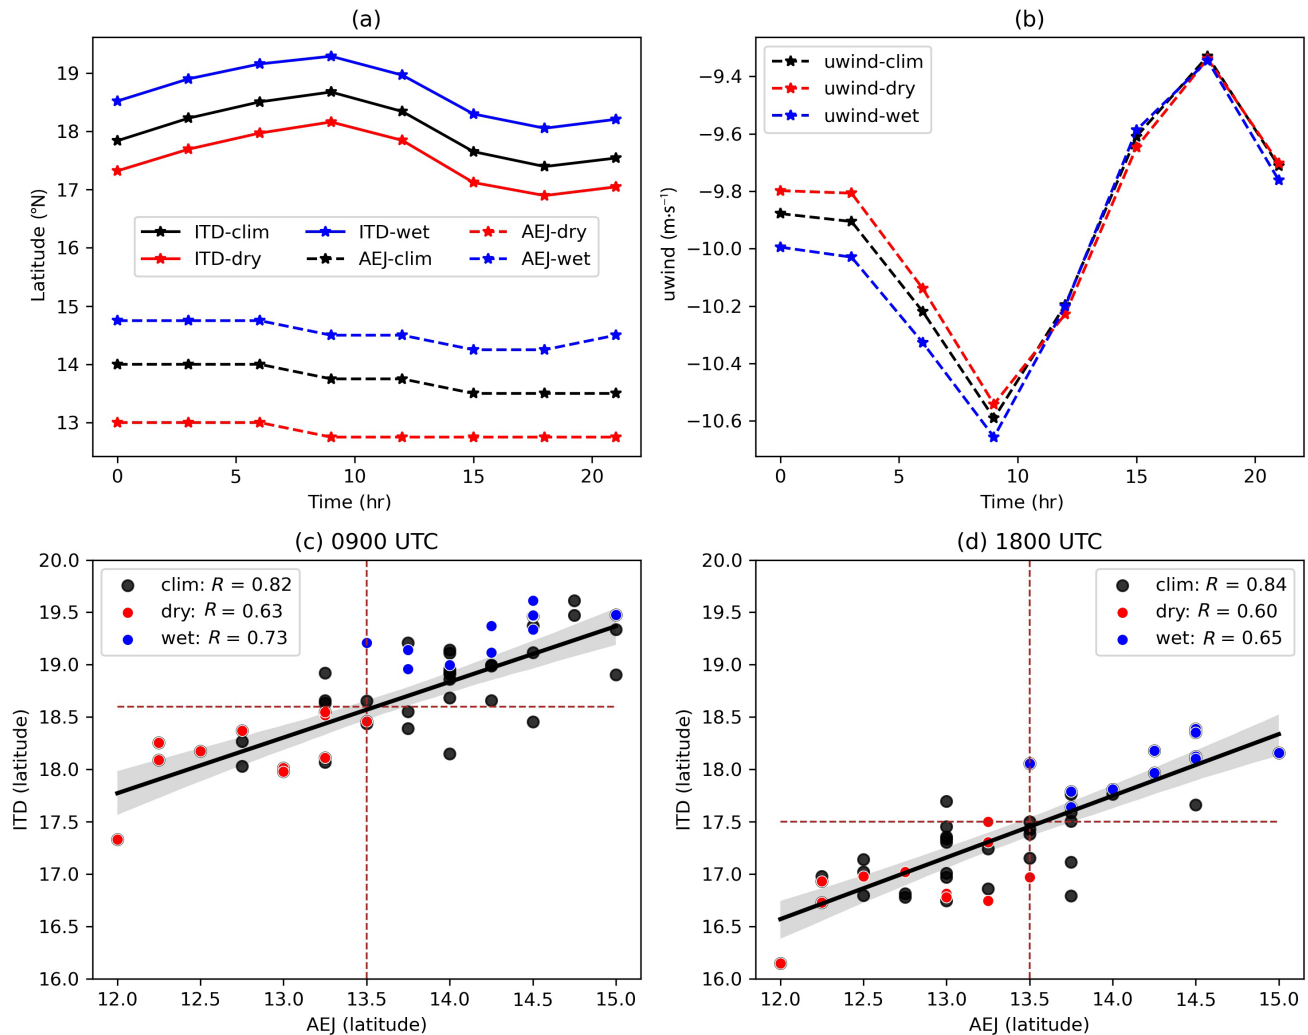 (a)
19
18
17
16
15
14
13
Latitude (°N)
ITD-clim
ITD-dry
ITD-wet
AEJ-clim
AEJ-dry
AEJ-wet
0 5 10 15 20
Time (hr)
(b)
−9.4
−9.6
−9.8
−10.0
−10.2
−10.4
−10.6
uwind (m·s⁻¹)
uwind-clim
uwind-dry
uwind-wet
0 5 10 15 20
Time (hr)
(c) 0900 UTC
20.0
19.5
19.0
18.5
18.0
17.5
17.0
16.5
16.0
ITD (latitude)
clim: R = 0.82
dry: R = 0.63
wet: R = 0.73
12.0 12.5 13.0 13.5 14.0 14.5 15.0
AEJ (latitude)
(d) 1800 UTC
20.0
19.5
19.0
18.5
18.0
17.5
17.0
16.5
16.0
ITD (latitude)
clim: R = 0.84
dry: R = 0.60
wet: R = 0.65
12.0 12.5 13.0 13.5 14.0 14.5 15.0
AEJ (latitude)